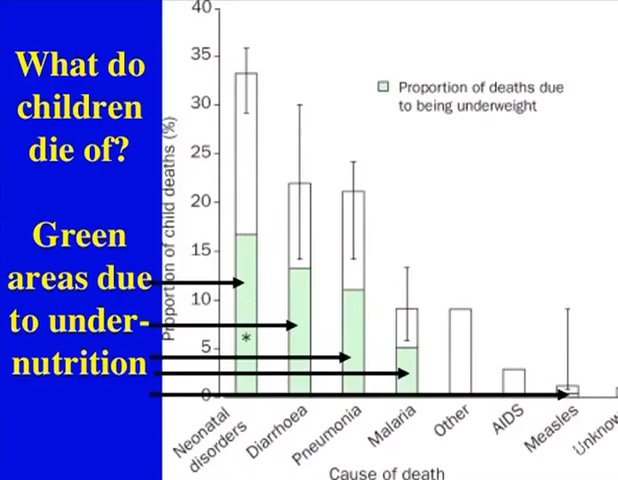 What do
children
die of?
Green
areas due
to under-
nutrition
Proportion of child deaths (%)
40
35
30
25
20
15
10
5
0
Proportion of deaths due
to being underweight
*
Neonatal
disorders
Diarrhoea
Pneumonia
Malaria
Other
AIDS
Measles
Unknow
Cause of death